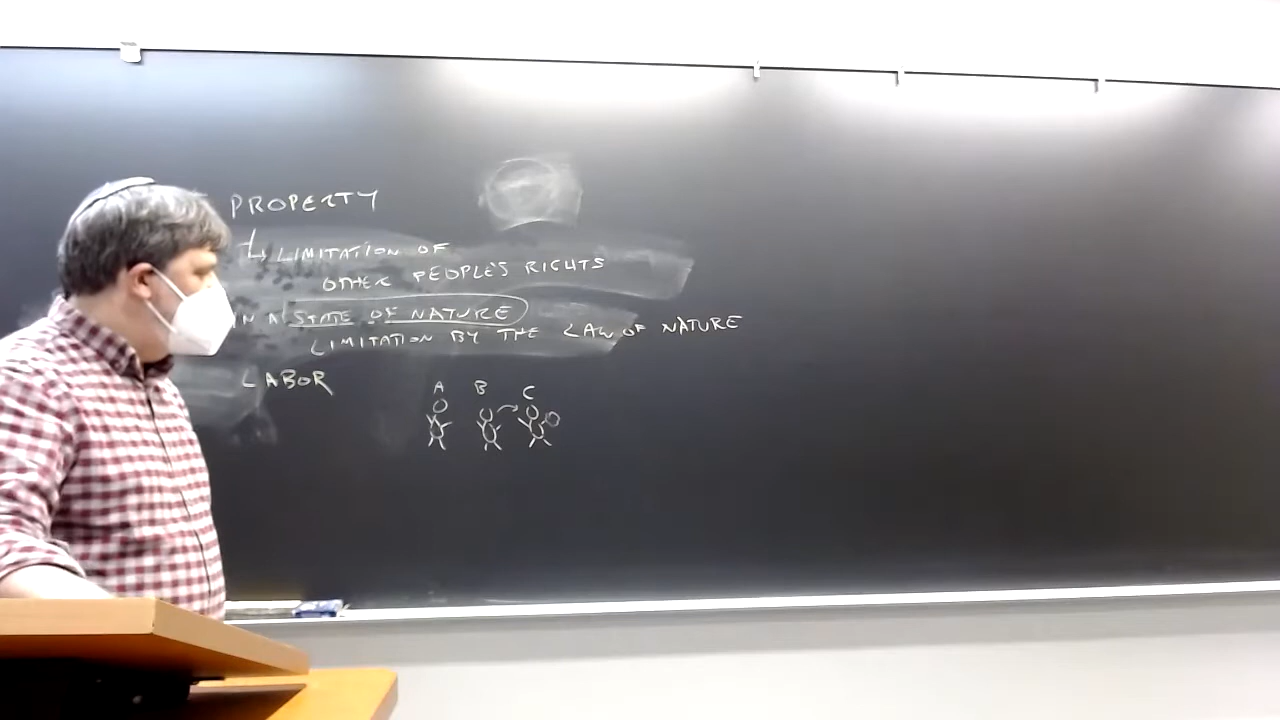 PROPERTY
LIMITATION OF
OTHER PEOPLE'S RIGHTS
IN A STATE OF NATURE
LIMITATION BY THE LAW OF NATURE
LABOR
A B C